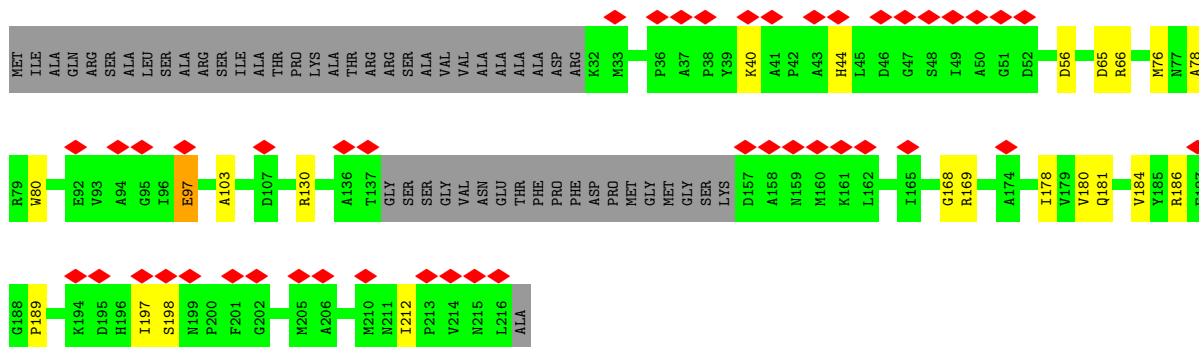 MET ILE ALA GLN ARG SER ALA LEU SER ALA ARG SER ILE ALA THR PRO LYS ALA THR ARG ARG SER ALA VAL VAL ALA ALA ALA ALA ASP ARG K32 M33 P36 A37 P38 Y39 K40 A41 P42 A43 H44 L45 D46 G47 S48 I49 A50 G51 D52 D56 D65 R66 M76 N77 A78
R79 W80 E92 V93 A94 G95 I96 E97 A103 D107 R130 A136 T137 GLY SER SER GLY VAL ASN GLU THR PHE PRO PHE ASP PRO MET GLY MET GLY SER LYS D157 A158 N159 M160 K161 L162 I165 G168 R169 A174 I178 V179 V180 Q181 V184 Y185 R186
G188 P189 K194 D195 H196 I197 S198 N199 P200 F201 G202 M205 A206 M210 N211 I212 P213 V214 N215 L216 ALA